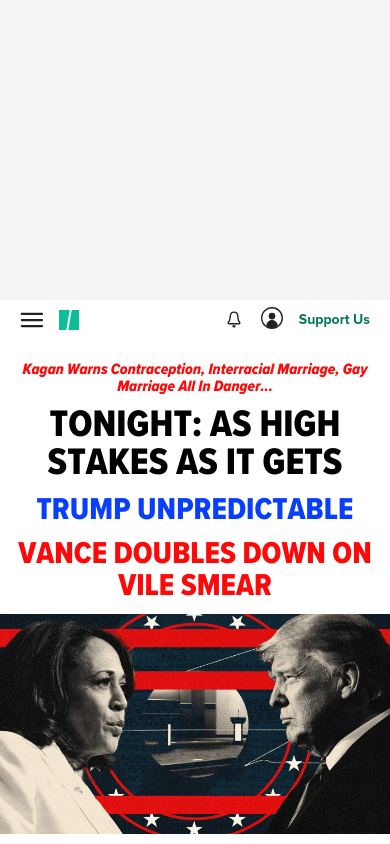 Support Us
Kagan Warns Contraception, Interracial Marriage, Gay
Marriage All In Danger...
TONIGHT: AS HIGH
STAKES AS IT GETS
TRUMP UNPREDICTABLE
VANCE DOUBLES DOWN ON
VILE SMEAR